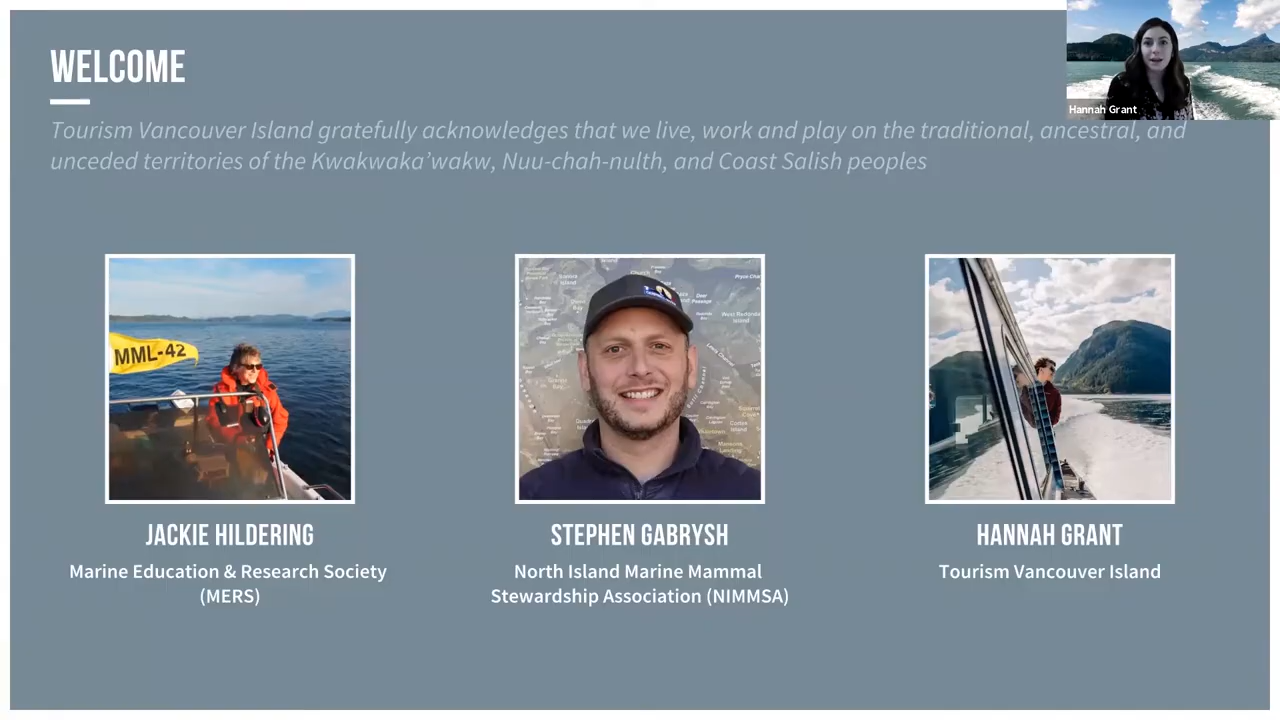 WELCOME
Hannah Grant
Tourism Vancouver Island gratefully acknowledges that we live, work and play on the traditional, ancestral, and
unceded territories of the Kwakwaka'wakw, Nuu-chah-nulth, and Coast Salish peoples
MML-42
JACKIE HILDERING
Marine Education & Research Society
(MERS)
STEPHEN GABRYSH
North Island Marine Mammal
Stewardship Association (NIMMSA)
HANNAH GRANT
Tourism Vancouver Island